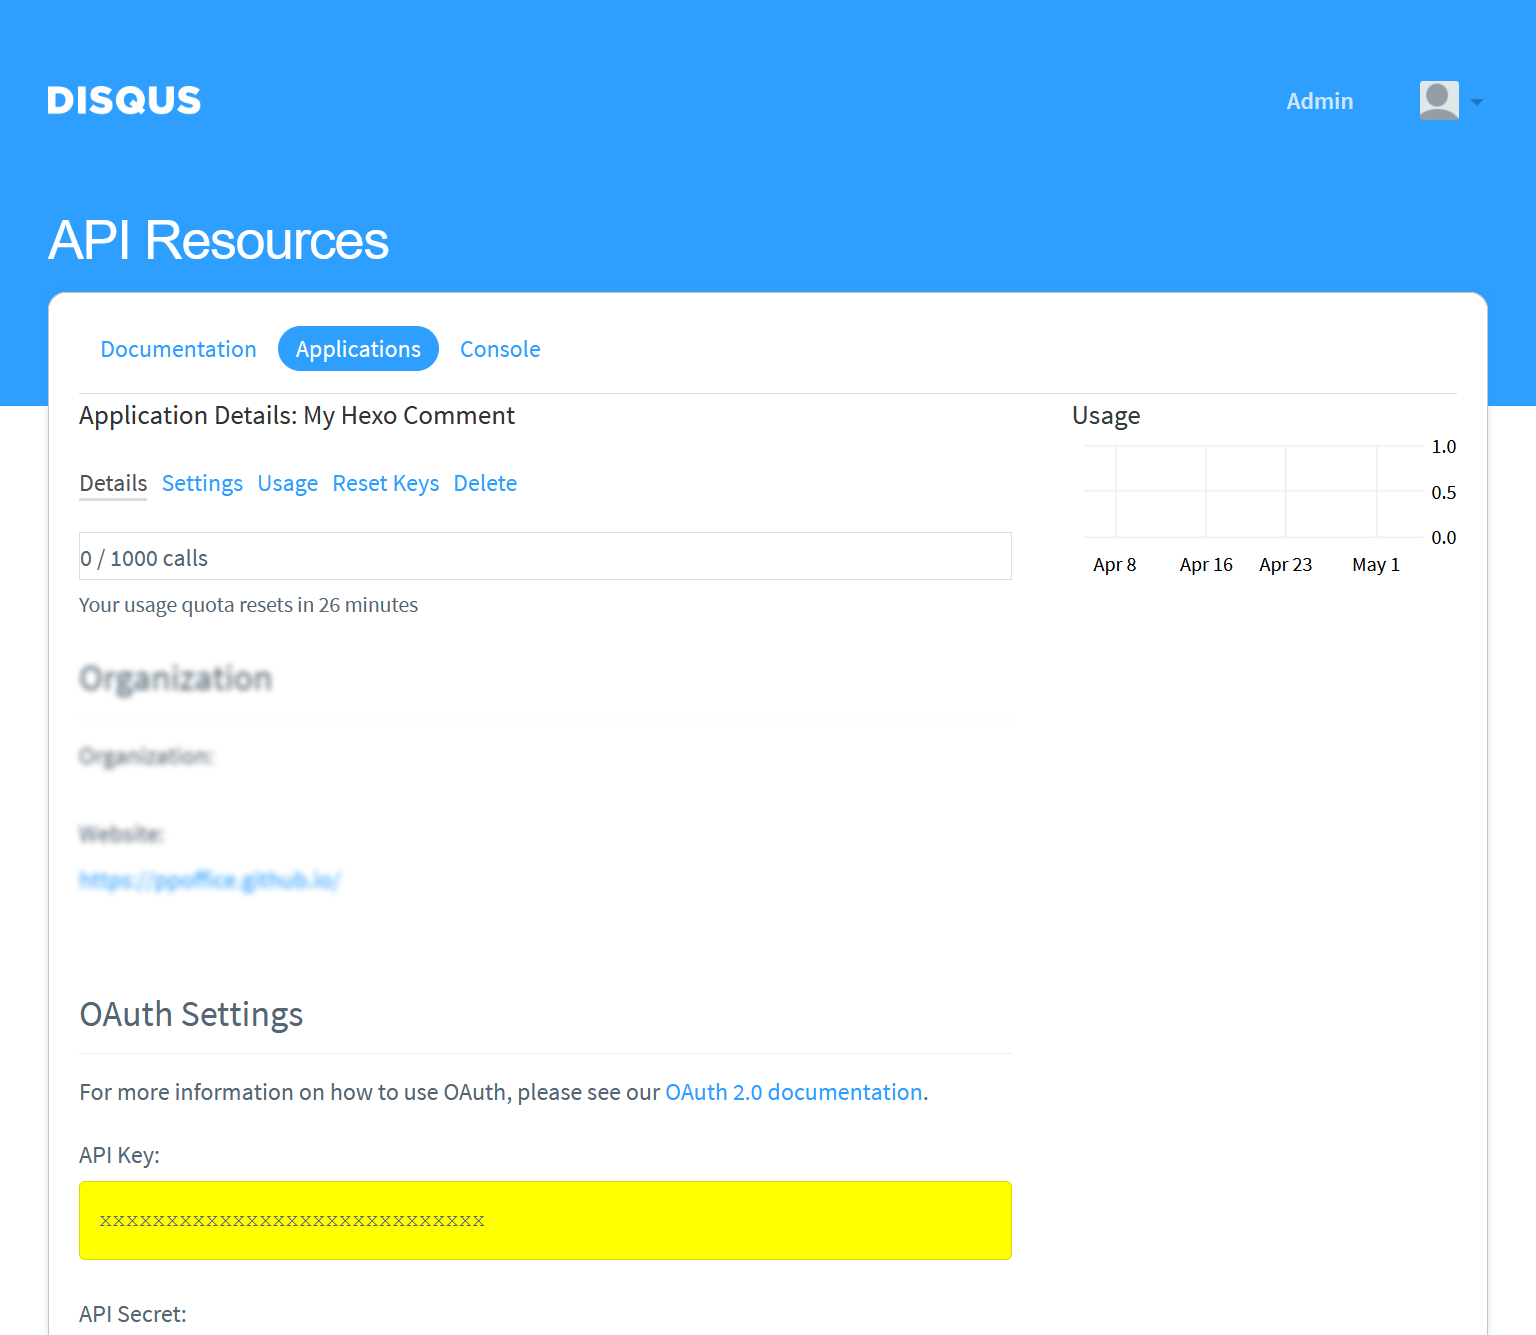 DISQUS
Admin
API Resources
Documentation Applications Console
Application Details: My Hexo Comment
Details Settings Usage Reset Keys Delete
0 / 1000 calls
Your usage quota resets in 26 minutes
Usage
1.0
0.5
0.0
Apr 8 Apr 16 Apr 23 May 1
Organization
Organization:
Website:
https://ppoffice.github.io/
OAuth Settings
For more information on how to use OAuth, please see our OAuth 2.0 documentation.
API Key:
xxxxxxxxxxxxxxxxxxxxxxxxxxxxx
API Secret: